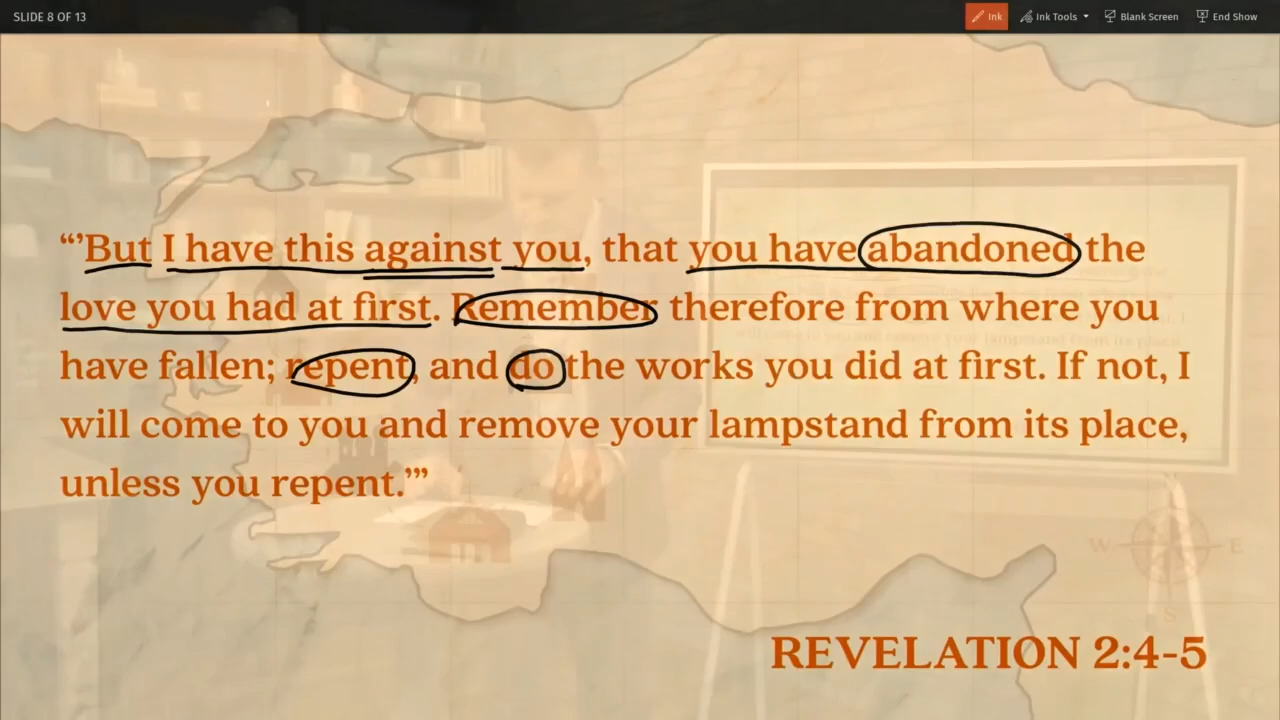 SLIDE 8 OF 13
Ink
Ink Tools
Blank Screen
End Show
“’But I have this against you, that you have abandoned the
love you had at first. Remember therefore from where you
have fallen; repent, and do the works you did at first. If not, I
will come to you and remove your lampstand from its place,
unless you repent.’”
W E
S
REVELATION 2:4-5